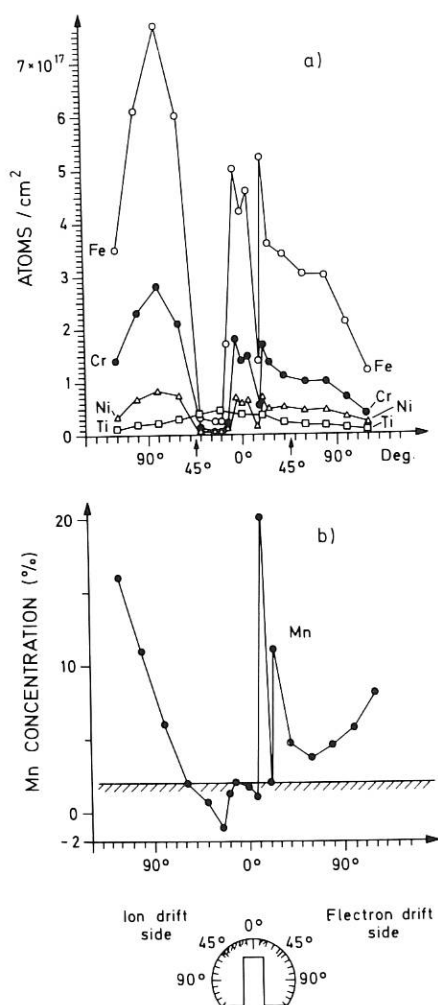 a)
7×10¹⁷
6
5
4
3
2
1
0
ATOMS / cm²
Fe
Cr
Ni
Ti
Fe
Cr
Ni
Ti
90° 45° 0° 45° 90° Deg.
b)
20
10
0
-2
Mn CONCENTRATION (%)
Mn
90° 0° 90°
Ion drift side
Electron drift side
0°
45° 45°
90° 90°